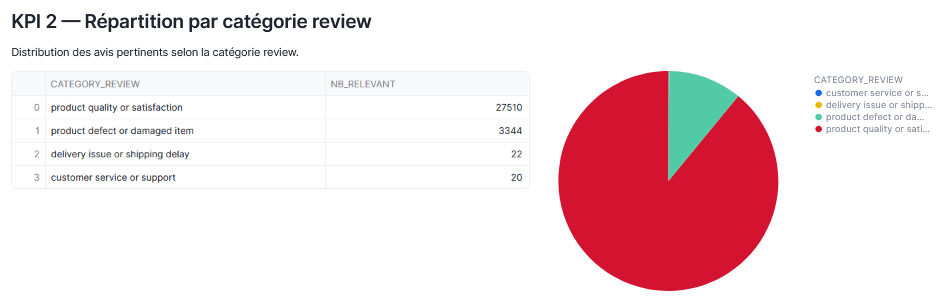 KPI 2 — Répartition par catégorie review
Distribution des avis pertinents selon la catégorie review.
CATEGORY_REVIEW NB_RELEVANT
0 product quality or satisfaction 27510
1 product defect or damaged item 3344
2 delivery issue or shipping delay 22
3 customer service or support 20
CATEGORY_REVIEW
customer service or s...
delivery issue or shipp...
product defect or da...
product quality or sati...